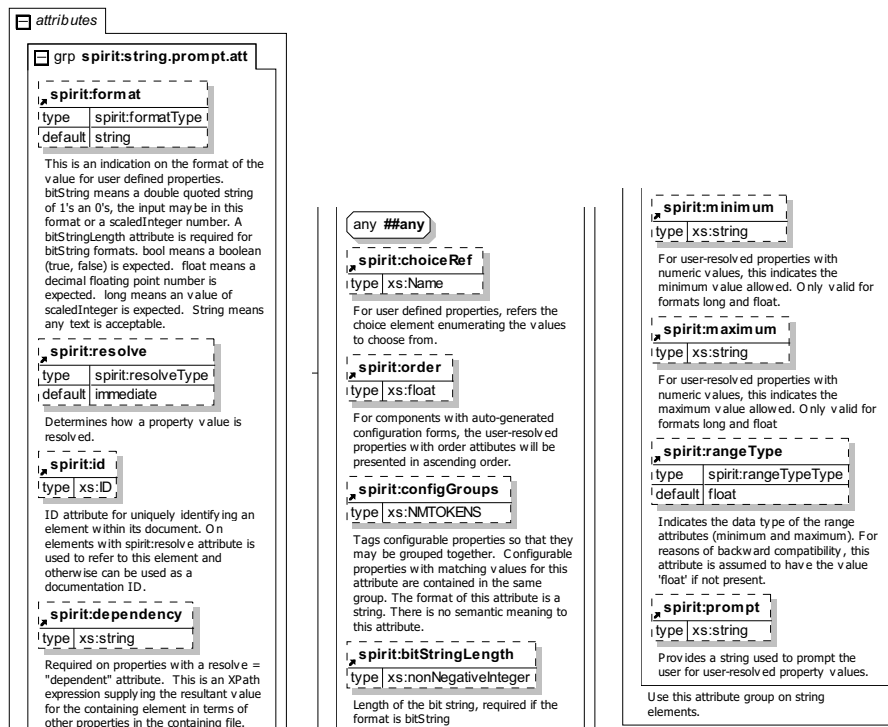 attributes
grp spirit:string.prompt.att
spirit:format
type spirit:formatType
default string
This is an indication on the format of the
value for user defined properties.
bitString means a double quoted string
of 1's an 0's, the input may be in this
format or a scaledInteger number. A
bitStringLength attribute is required for
bitString formats. bool means a boolean
(true, false) is expected. float means a
decimal floating point number is
expected. long means an value of
scaledInteger is expected. String means
any text is acceptable.
spirit:resolve
type spirit:resolveType
default immediate
Determines how a property value is
resolved.
spirit:id
type xs:ID
ID attribute for uniquely identifying an
element within its document. On
elements with spirit:resolve attribute is
used to refer to this element and
otherwise can be used as a
documentation ID.
spirit:dependency
type xs:string
Required on properties with a resolve =
"dependent" attribute. This is an XPath
expression supplying the resultant value
for the containing element in terms of
other properties in the containing file.
any ##any
spirit:choiceRef
type xs:Name
For user defined properties, refers the
choice element enumerating the values
to choose from.
spirit:order
type xs:float
For components with auto-generated
configuration forms, the user-resolved
properties with order attibutes will be
presented in ascending order.
spirit:configGroups
type xs:NMTOKENS
Tags configurable properties so that they
may be grouped together. Configurable
properties with matching values for this
attribute are contained in the same
group. The format of this attribute is a
string. There is no semantic meaning to
this attribute.
spirit:bitStringLength
type xs:nonNegativeInteger
Length of the bit string, required if the
format is bitString
spirit:minimum
type xs:string
For user-resolved properties with
numeric values, this indicates the
minimum value allowed. Only valid for
formats long and float.
spirit:maximum
type xs:string
For user-resolved properties with
numeric values, this indicates the
maximum value allowed. Only valid for
formats long and float
spirit:rangeType
type spirit:rangeTypeType
default float
Indicates the data type of the range
attributes (minimum and maximum). For
reasons of backward compatibility, this
attribute is assumed to have the value
'float' if not present.
spirit:prompt
type xs:string
Provides a string used to prompt the
user for user-resolved property values.
Use this attribute group on string
elements.